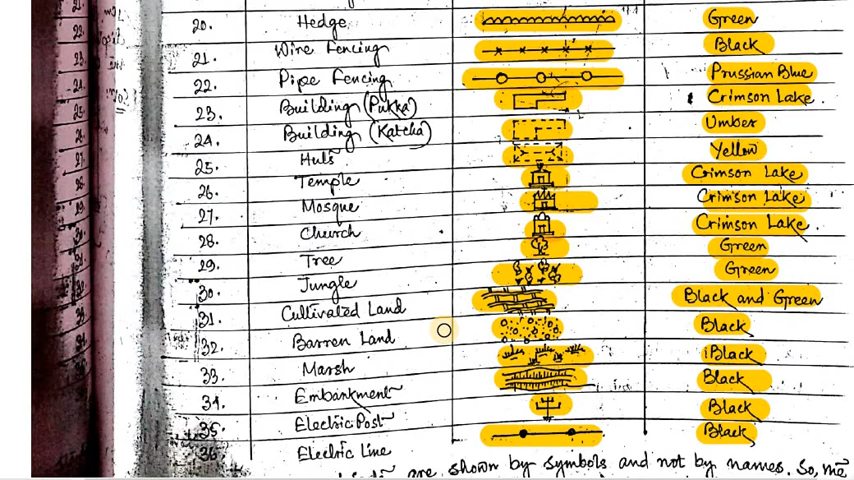 20. Hedge Green
21. Wire Fencing Black
22. Pipe Fencing Prussian Blue
23. Building (Pukka) Crimson Lake
24. Building (Katcha) Umber
25. Huts Yellow
26. Temple Crimson Lake
27. Mosque Crimson Lake
28. Church Crimson Lake
29. Tree Green
30. Jungle Green
31. Cultivated Land Black and Green
32. Barren Land Black
33. Marsh Black
34. Embankment Black
35. Electric Post Black
36. Electric Line Black
are shown by symbols and not by names. So,